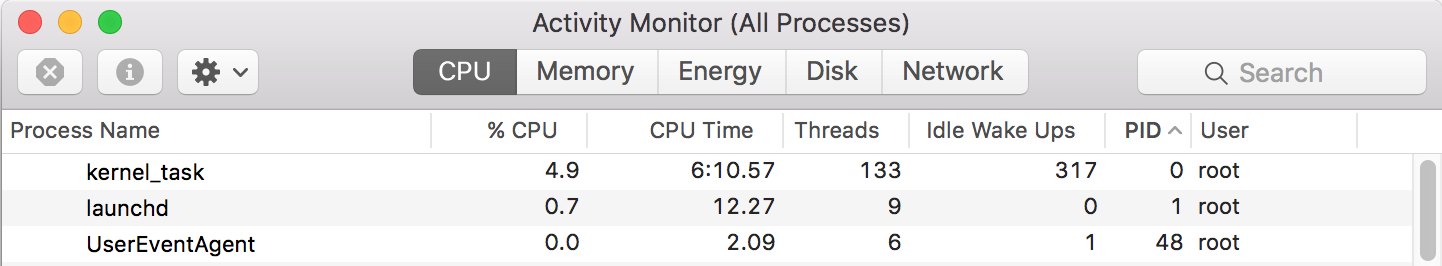 Activity Monitor (All Processes)
CPU Memory Energy Disk Network Search
Process Name % CPU CPU Time Threads Idle Wake Ups PID User
kernel_task 4.9 6:10.57 133 317 0 root
launchd 0.7 12.27 9 0 1 root
UserEventAgent 0.0 2.09 6 1 48 root